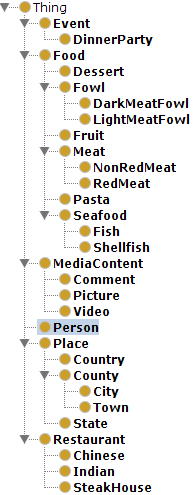 Thing
Event
DinnerParty
Food
Dessert
Fowl
DarkMeatFowl
LightMeatFowl
Fruit
Meat
NonRedMeat
RedMeat
Pasta
Seafood
Fish
Shellfish
MediaContent
Comment
Picture
Video
Person
Place
Country
County
City
Town
State
Restaurant
Chinese
Indian
SteakHouse